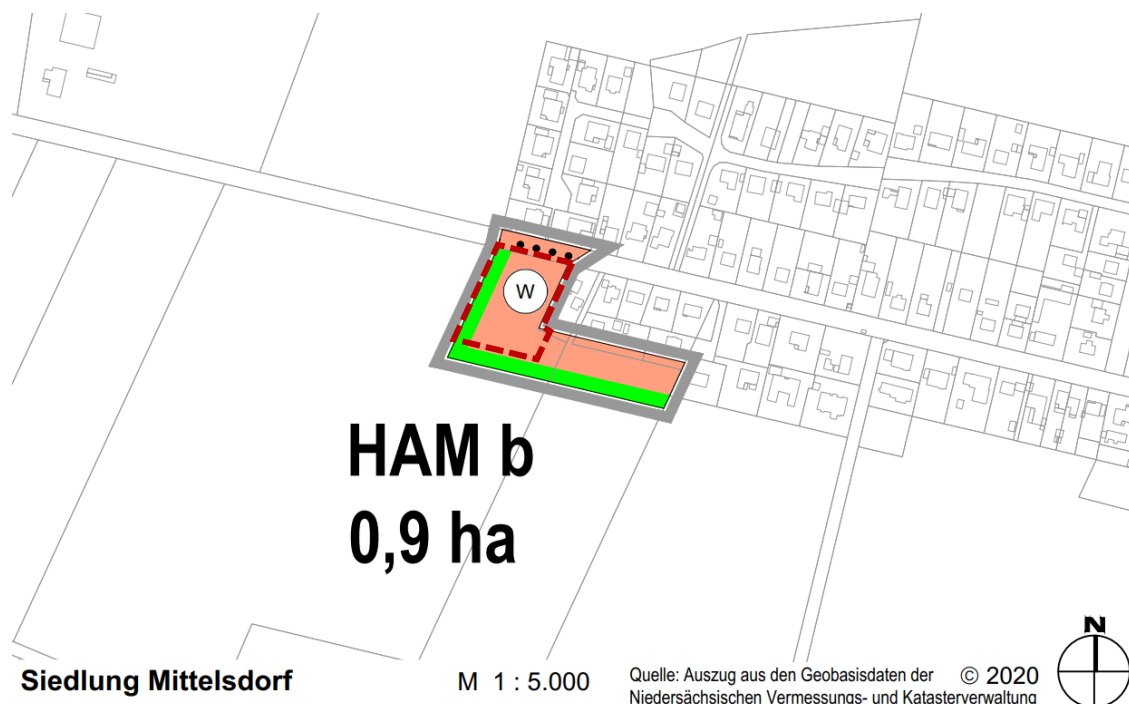 W
HAM b
0,9 ha
N
Siedlung Mittelsdorf
M 1 : 5.000
Quelle: Auszug aus den Geobasisdaten der © 2020
Niedersächsischen Vermessungs- und Katasterverwaltung